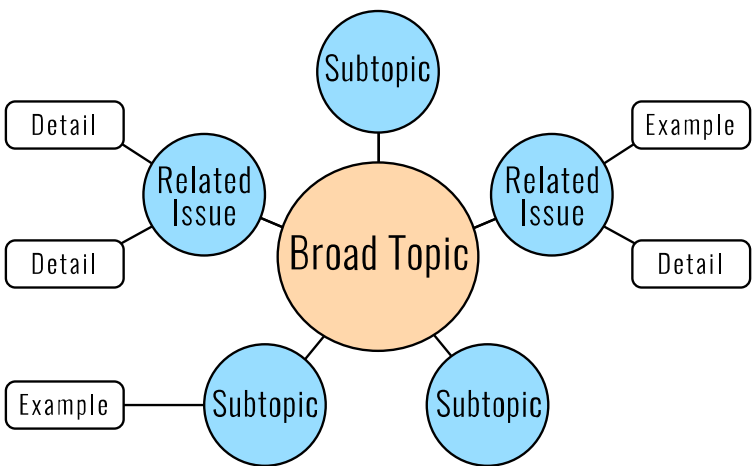 Subtopic
Detail
Example
Related
Issue
Related
Issue
Broad Topic
Detail
Detail
Example
Subtopic
Subtopic